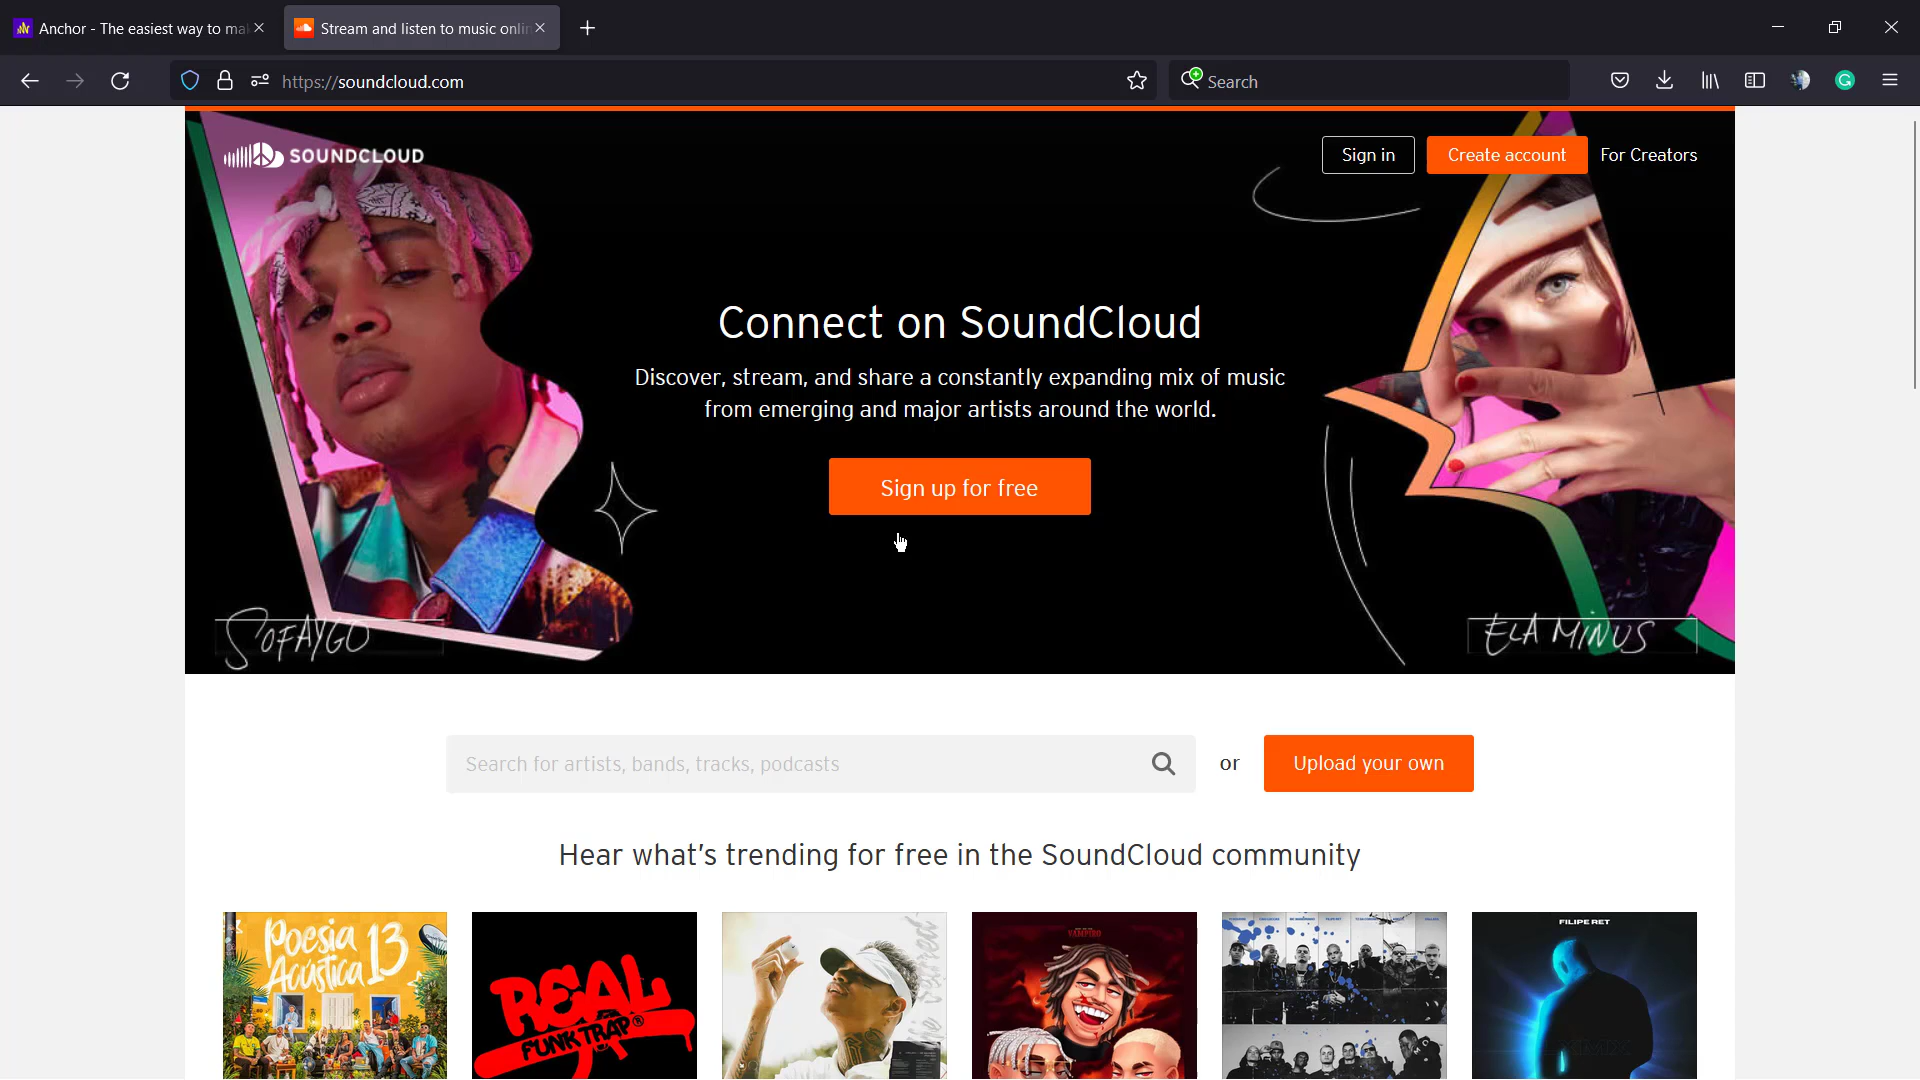 Anchor - The easiest way to ma
Stream and listen to music onlin
https://soundcloud.com
Search
SOUNDCLOUD
Sign in
Create account
For Creators
Connect on SoundCloud
Discover, stream, and share a constantly expanding mix of music
from emerging and major artists around the world.
Sign up for free
SOFAYGO
ELA MINUS
Search for artists, bands, tracks, podcasts
or
Upload your own
Hear what's trending for free in the SoundCloud community
Poesia
Acústica 13
REAL
FUNK TRAP®
VAMPIRO
FILIPE RET